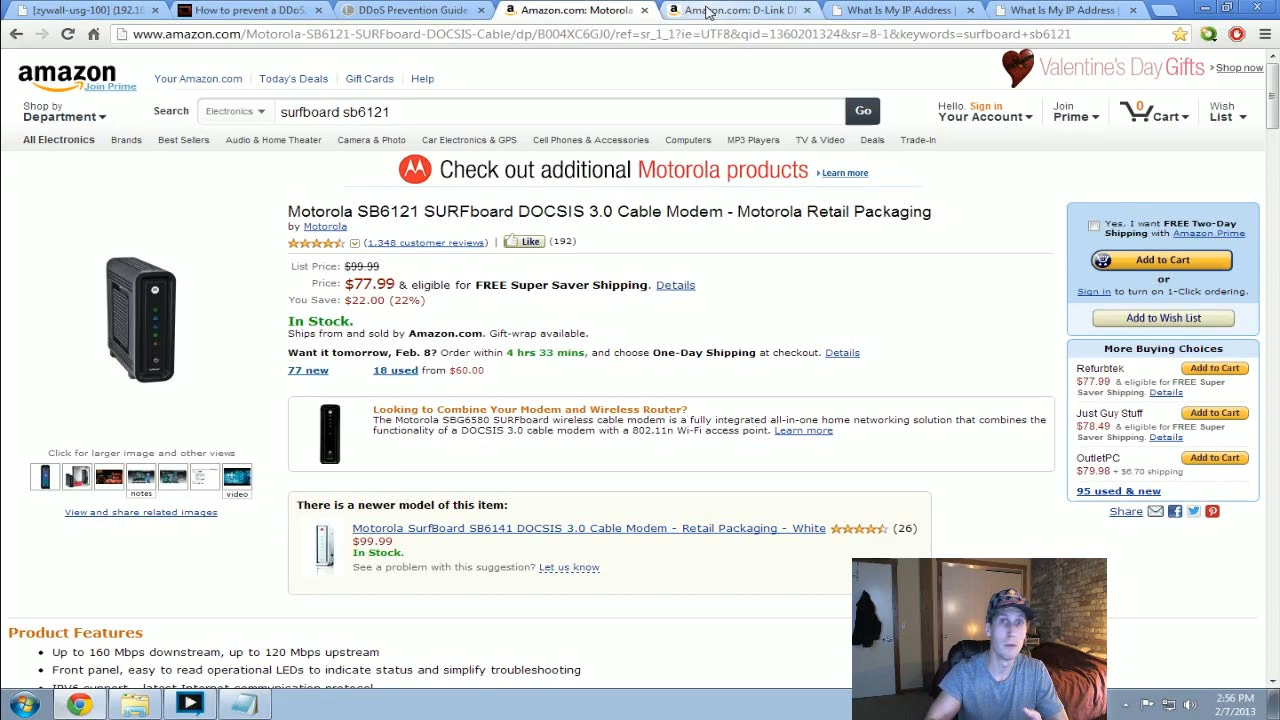 [zywall-usg-100] [192.16
How to prevent a DDoS
DDoS Prevention Guide
Amazon.com: Motorola
Amazon.com: D-Link DI
What Is My IP Address |
What Is My IP Address |
www.amazon.com/Motorola-SB6121-SURFboard-DOCSIS-Cable/dp/B004XC6GJ0/ref=sr_1_1?ie=UTF8&qid=1360201324&sr=8-1&keywords=surfboard+sb6121
amazon
Join Prime
Your Amazon.com Today's Deals Gift Cards Help
Valentine's Day Gifts Shop now
Shop by
Department
Search
Electronics
surfboard sb6121
Go
Hello. Sign in
Your Account
Join
Prime
0
Cart
Wish
List
All Electronics Brands Best Sellers Audio & Home Theater Camera & Photo Car Electronics & GPS Cell Phones & Accessories Computers MP3 Players TV & Video Deals Trade-In
Check out additional Motorola products Learn more
Motorola SB6121 SURFboard DOCSIS 3.0 Cable Modem - Motorola Retail Packaging
by Motorola
(1,348 customer reviews) | Like (192)
List Price: $99.99
Price: $77.99 & eligible for FREE Super Saver Shipping. Details
You Save: $22.00 (22%)
In Stock.
Ships from and sold by Amazon.com. Gift-wrap available.
Want it tomorrow, Feb. 8? Order within 4 hrs 33 mins, and choose One-Day Shipping at checkout. Details
77 new 18 used from $60.00
Looking to Combine Your Modem and Wireless Router?
The Motorola SBG6580 SURFboard wireless cable modem is a fully integrated all-in-one home networking solution that combines the
functionality of a DOCSIS 3.0 cable modem with a 802.11n Wi-Fi access point. Learn more
Click for larger image and other views
notes
video
View and share related images
There is a newer model of this item:
Motorola SurfBoard SB6141 DOCSIS 3.0 Cable Modem - Retail Packaging - White (26)
$99.99
In Stock.
See a problem with this suggestion? Let us know
Yes, I want FREE Two-Day
Shipping with Amazon Prime
Add to Cart
or
Sign in to turn on 1-Click ordering.
Add to Wish List
More Buying Choices
Refurbtek Add to Cart
$77.99 & eligible for FREE Super
Saver Shipping. Details
Just Guy Stuff Add to Cart
$78.49 & eligible for FREE Super
Saver Shipping. Details
OutletPC Add to Cart
$79.98 + $6.70 shipping
95 used & new
Share
Product Features
Up to 160 Mbps downstream, up to 120 Mbps upstream
Front panel, easy to read operational LEDs to indicate status and simplify troubleshooting
IPV6 support - latest Internet communication protocol
2:56 PM
2/7/2013